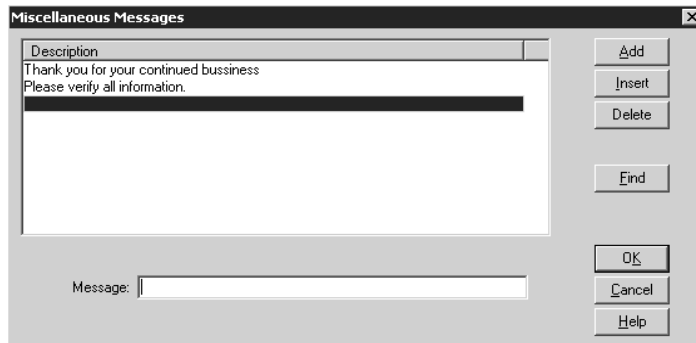 Miscellaneous Messages
Description
Thank you for your continued bussiness
Please verify all information.
Add
Insert
Delete
Find
OK
Message:
Cancel
Help